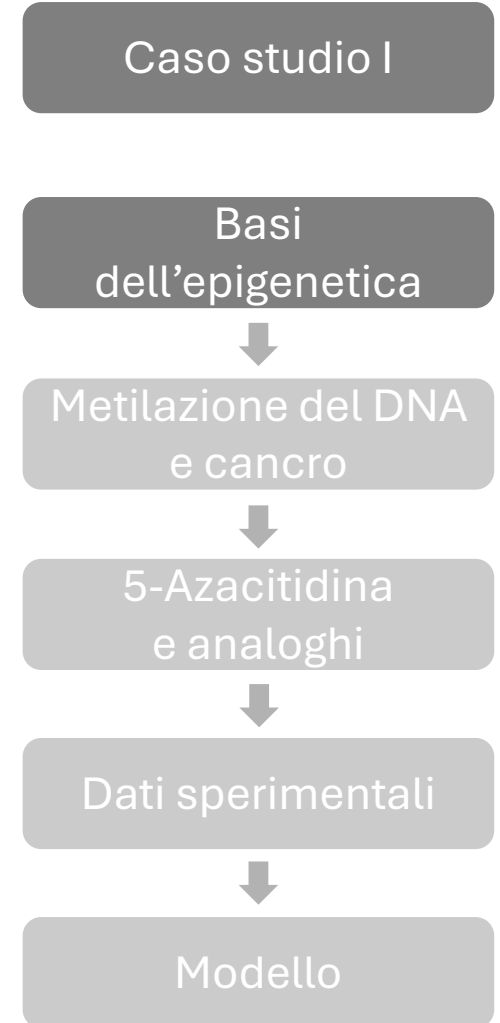 Caso studio I
Basi
dell’epigenetica
Metilazione del DNA
e cancro
5-Azacitidina
e analoghi
Dati sperimentali
Modello